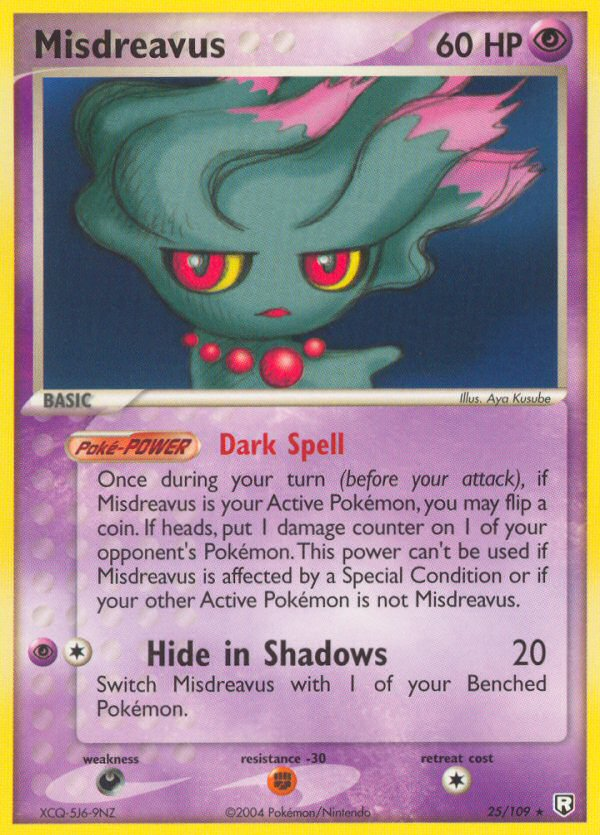 Misdreavus 60 HP
BASIC
Illus. Aya Kusube
Poké-POWER Dark Spell
Once during your turn (before your attack), if
Misdreavus is your Active Pokémon, you may flip a
coin. If heads, put 1 damage counter on 1 of your
opponent's Pokémon. This power can't be used if
Misdreavus is affected by a Special Condition or if
your other Active Pokémon is not Misdreavus.
Hide in Shadows 20
Switch Misdreavus with 1 of your Benched
Pokémon.
weakness resistance -30 retreat cost
XCQ-5J6-9NZ ©2004 Pokémon/Nintendo 25/109 ★ R